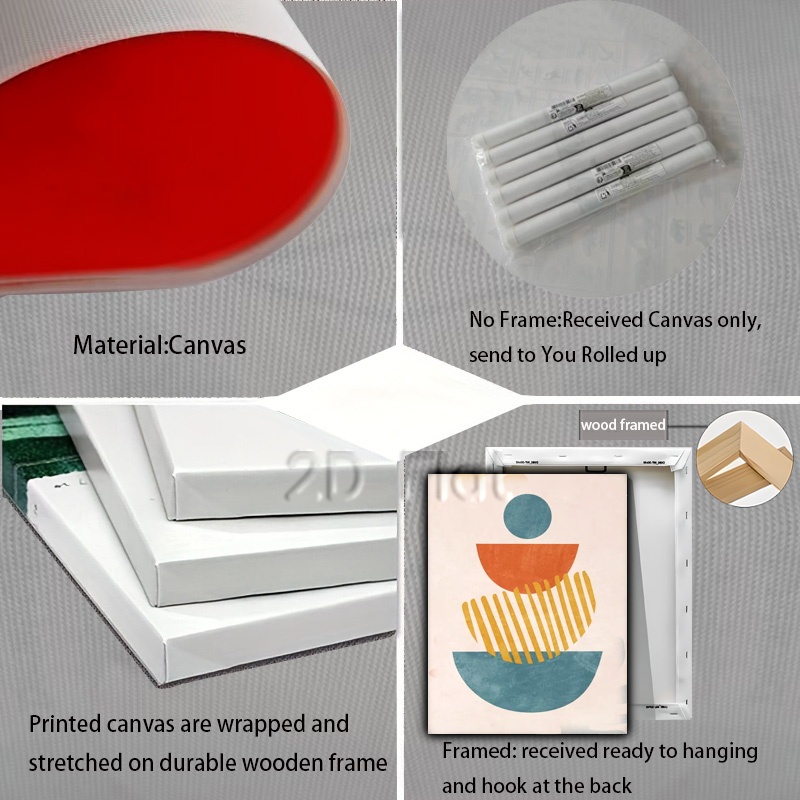 Material:Canvas
No Frame:Received Canvas only,
send to You Rolled up
wood framed
2D Flat
Printed canvas are wrapped and
stretched on durable wooden frame
Framed: received ready to hanging
and hook at the back